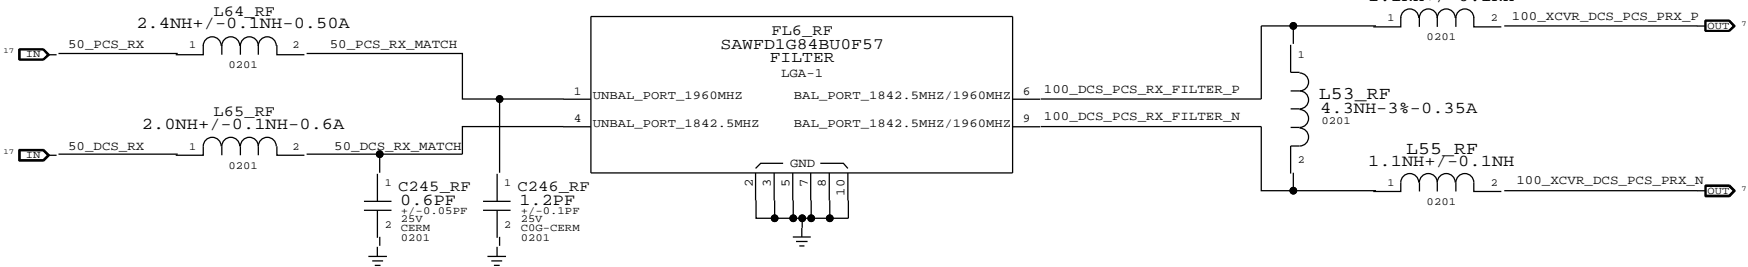 L64_RF
2.4NH+/-0.1NH-0.50A
17 IN 50_PCS_RX 1 2 50_PCS_RX_MATCH
0201
L65_RF
2.0NH+/-0.1NH-0.6A
17 IN 50_DCS_RX 1 2 50_DCS_RX_MATCH
0201
1
C245_RF
0.6PF
+/-0.05PF
25V
2 CERM
0201
1
C246_RF
1.2PF
+/-0.1PF
25V
2 C0G-CERM
0201
FL6_RF
SAWFD1G84BU0F57
FILTER
LGA-1
1 UNBAL_PORT_1960MHZ
BAL_PORT_1842.5MHZ/1960MHZ 6 100_DCS_PCS_RX_FILTER_P
4 UNBAL_PORT_1842.5MHZ
BAL_PORT_1842.5MHZ/1960MHZ 9 100_DCS_PCS_RX_FILTER_N
GND
2 3 5 7 8 10
1 2 100_XCVR_DCS_PCS_PRX_P OUT 7
0201
1
L53_RF
4.3NH-3%-0.35A
0201
2
L55_RF
1.1NH+/-0.1NH
1 2 100_XCVR_DCS_PCS_PRX_N OUT 7
0201